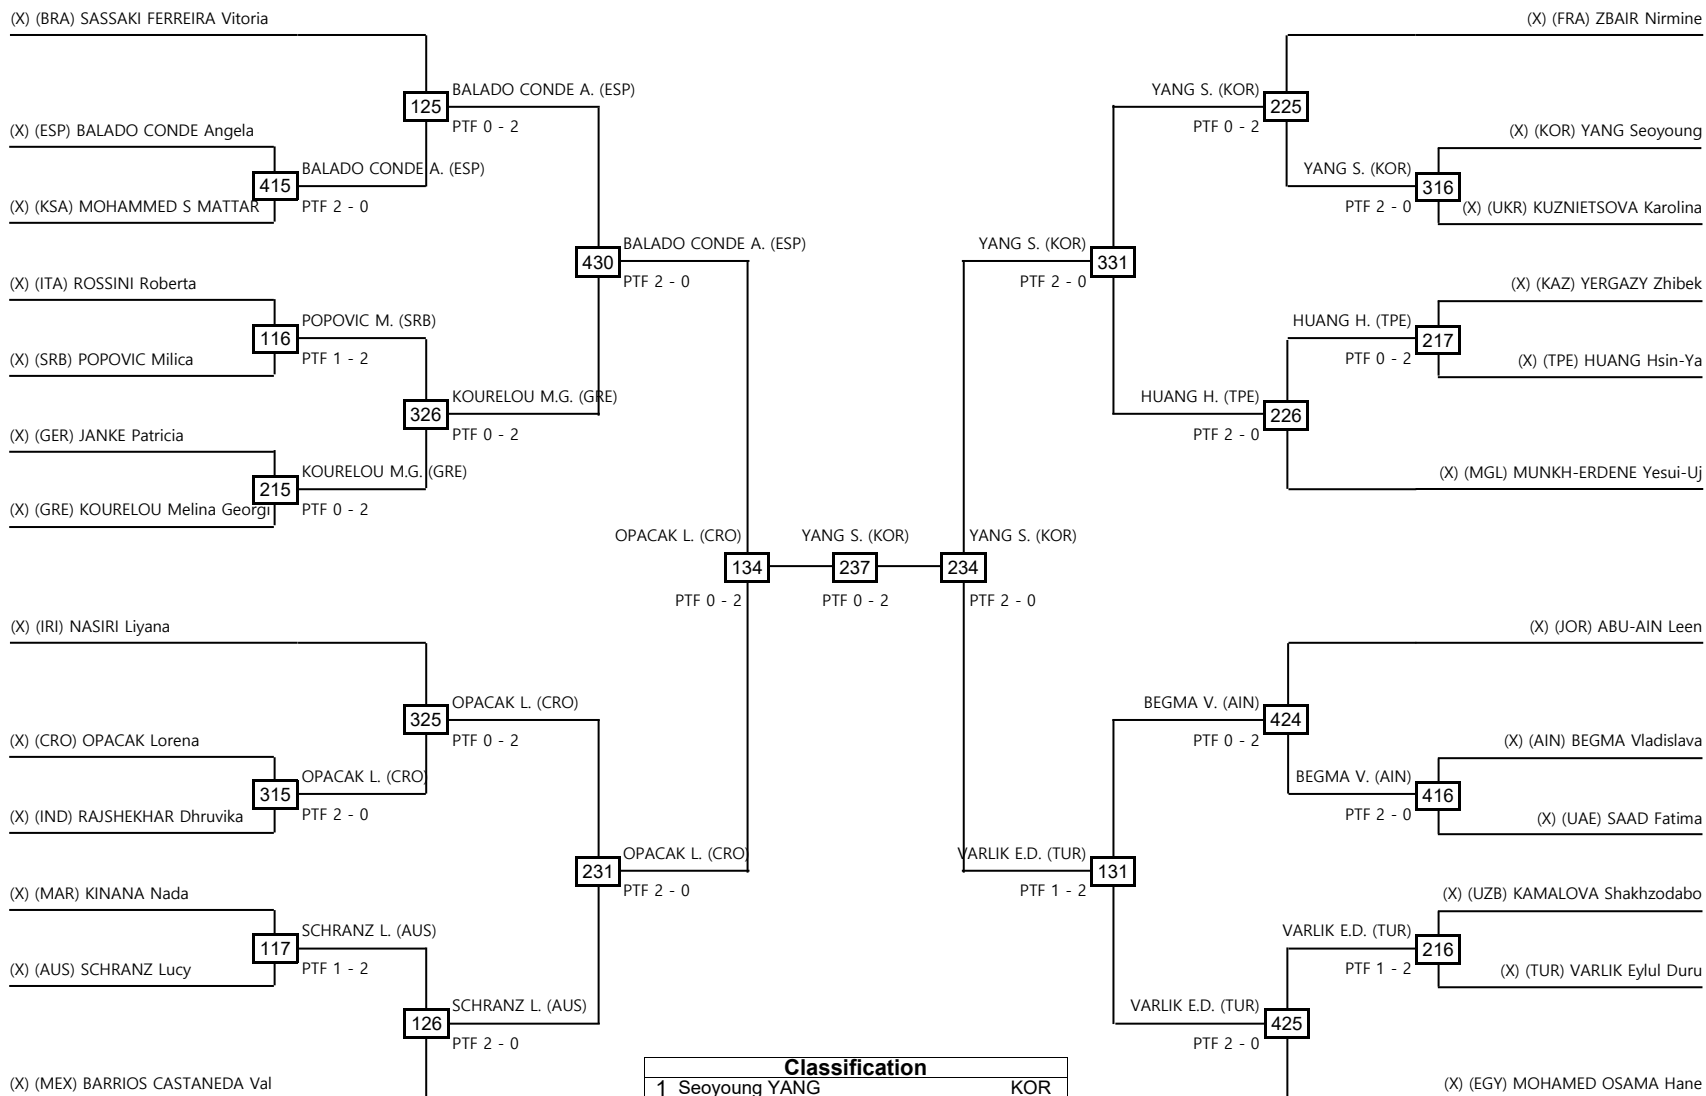 (X) (BRA) SASSAKI FERREIRA Vitoria
(X) (FRA) ZBAIR Nirmine
BALADO CONDE A. (ESP)
YANG S. (KOR)
125
225
PTF 0 - 2
PTF 0 - 2
(X) (ESP) BALADO CONDE Angela
(X) (KOR) YANG Seoyoung
BALADO CONDE A. (ESP)
YANG S. (KOR)
415
316
(X) (KSA) MOHAMMED S MATTAR
PTF 2 - 0
PTF 2 - 0
(X) (UKR) KUZNIETSOVA Karolina
BALADO CONDE A. (ESP)
YANG S. (KOR)
430
331
PTF 2 - 0
PTF 2 - 0
(X) (ITA) ROSSINI Roberta
(X) (KAZ) YERGAZY Zhibek
POPOVIC M. (SRB)
HUANG H. (TPE)
116
217
(X) (SRB) POPOVIC Milica
PTF 1 - 2
PTF 0 - 2
(X) (TPE) HUANG Hsin-Ya
KOURELOU M.G. (GRE)
HUANG H. (TPE)
326
226
PTF 0 - 2
PTF 2 - 0
(X) (GER) JANKE Patricia
KOURELOU M.G. (GRE)
(X) (MGL) MUNKH-ERDENE Yesui-Uj
215
(X) (GRE) KOURELOU Melina Georgi
PTF 0 - 2
OPACAK L. (CRO)
YANG S. (KOR)
YANG S. (KOR)
134
237
234
PTF 0 - 2
PTF 0 - 2
PTF 2 - 0
(X) (IRI) NASIRI Liyana
(X) (JOR) ABU-AIN Leen
OPACAK L. (CRO)
BEGMA V. (AIN)
325
424
PTF 0 - 2
PTF 0 - 2
(X) (CRO) OPACAK Lorena
(X) (AIN) BEGMA Vladislava
OPACAK L. (CRO)
BEGMA V. (AIN)
315
416
(X) (IND) RAJSHEKHAR Dhruvika
PTF 2 - 0
PTF 2 - 0
(X) (UAE) SAAD Fatima
OPACAK L. (CRO)
VARLIK E.D. (TUR)
231
131
PTF 2 - 0
PTF 1 - 2
(X) (MAR) KINANA Nada
(X) (UZB) KAMALOVA Shakhzodabo
SCHRANZ L. (AUS)
VARLIK E.D. (TUR)
117
216
(X) (AUS) SCHRANZ Lucy
PTF 1 - 2
PTF 1 - 2
(X) (TUR) VARLIK Eylul Duru
SCHRANZ L. (AUS)
VARLIK E.D. (TUR)
126
425
PTF 2 - 0
PTF 2 - 0
Classification
(X) (MEX) BARRIOS CASTANEDA Val
1 Seoyoung YANG KOR
(X) (EGY) MOHAMED OSAMA Hane